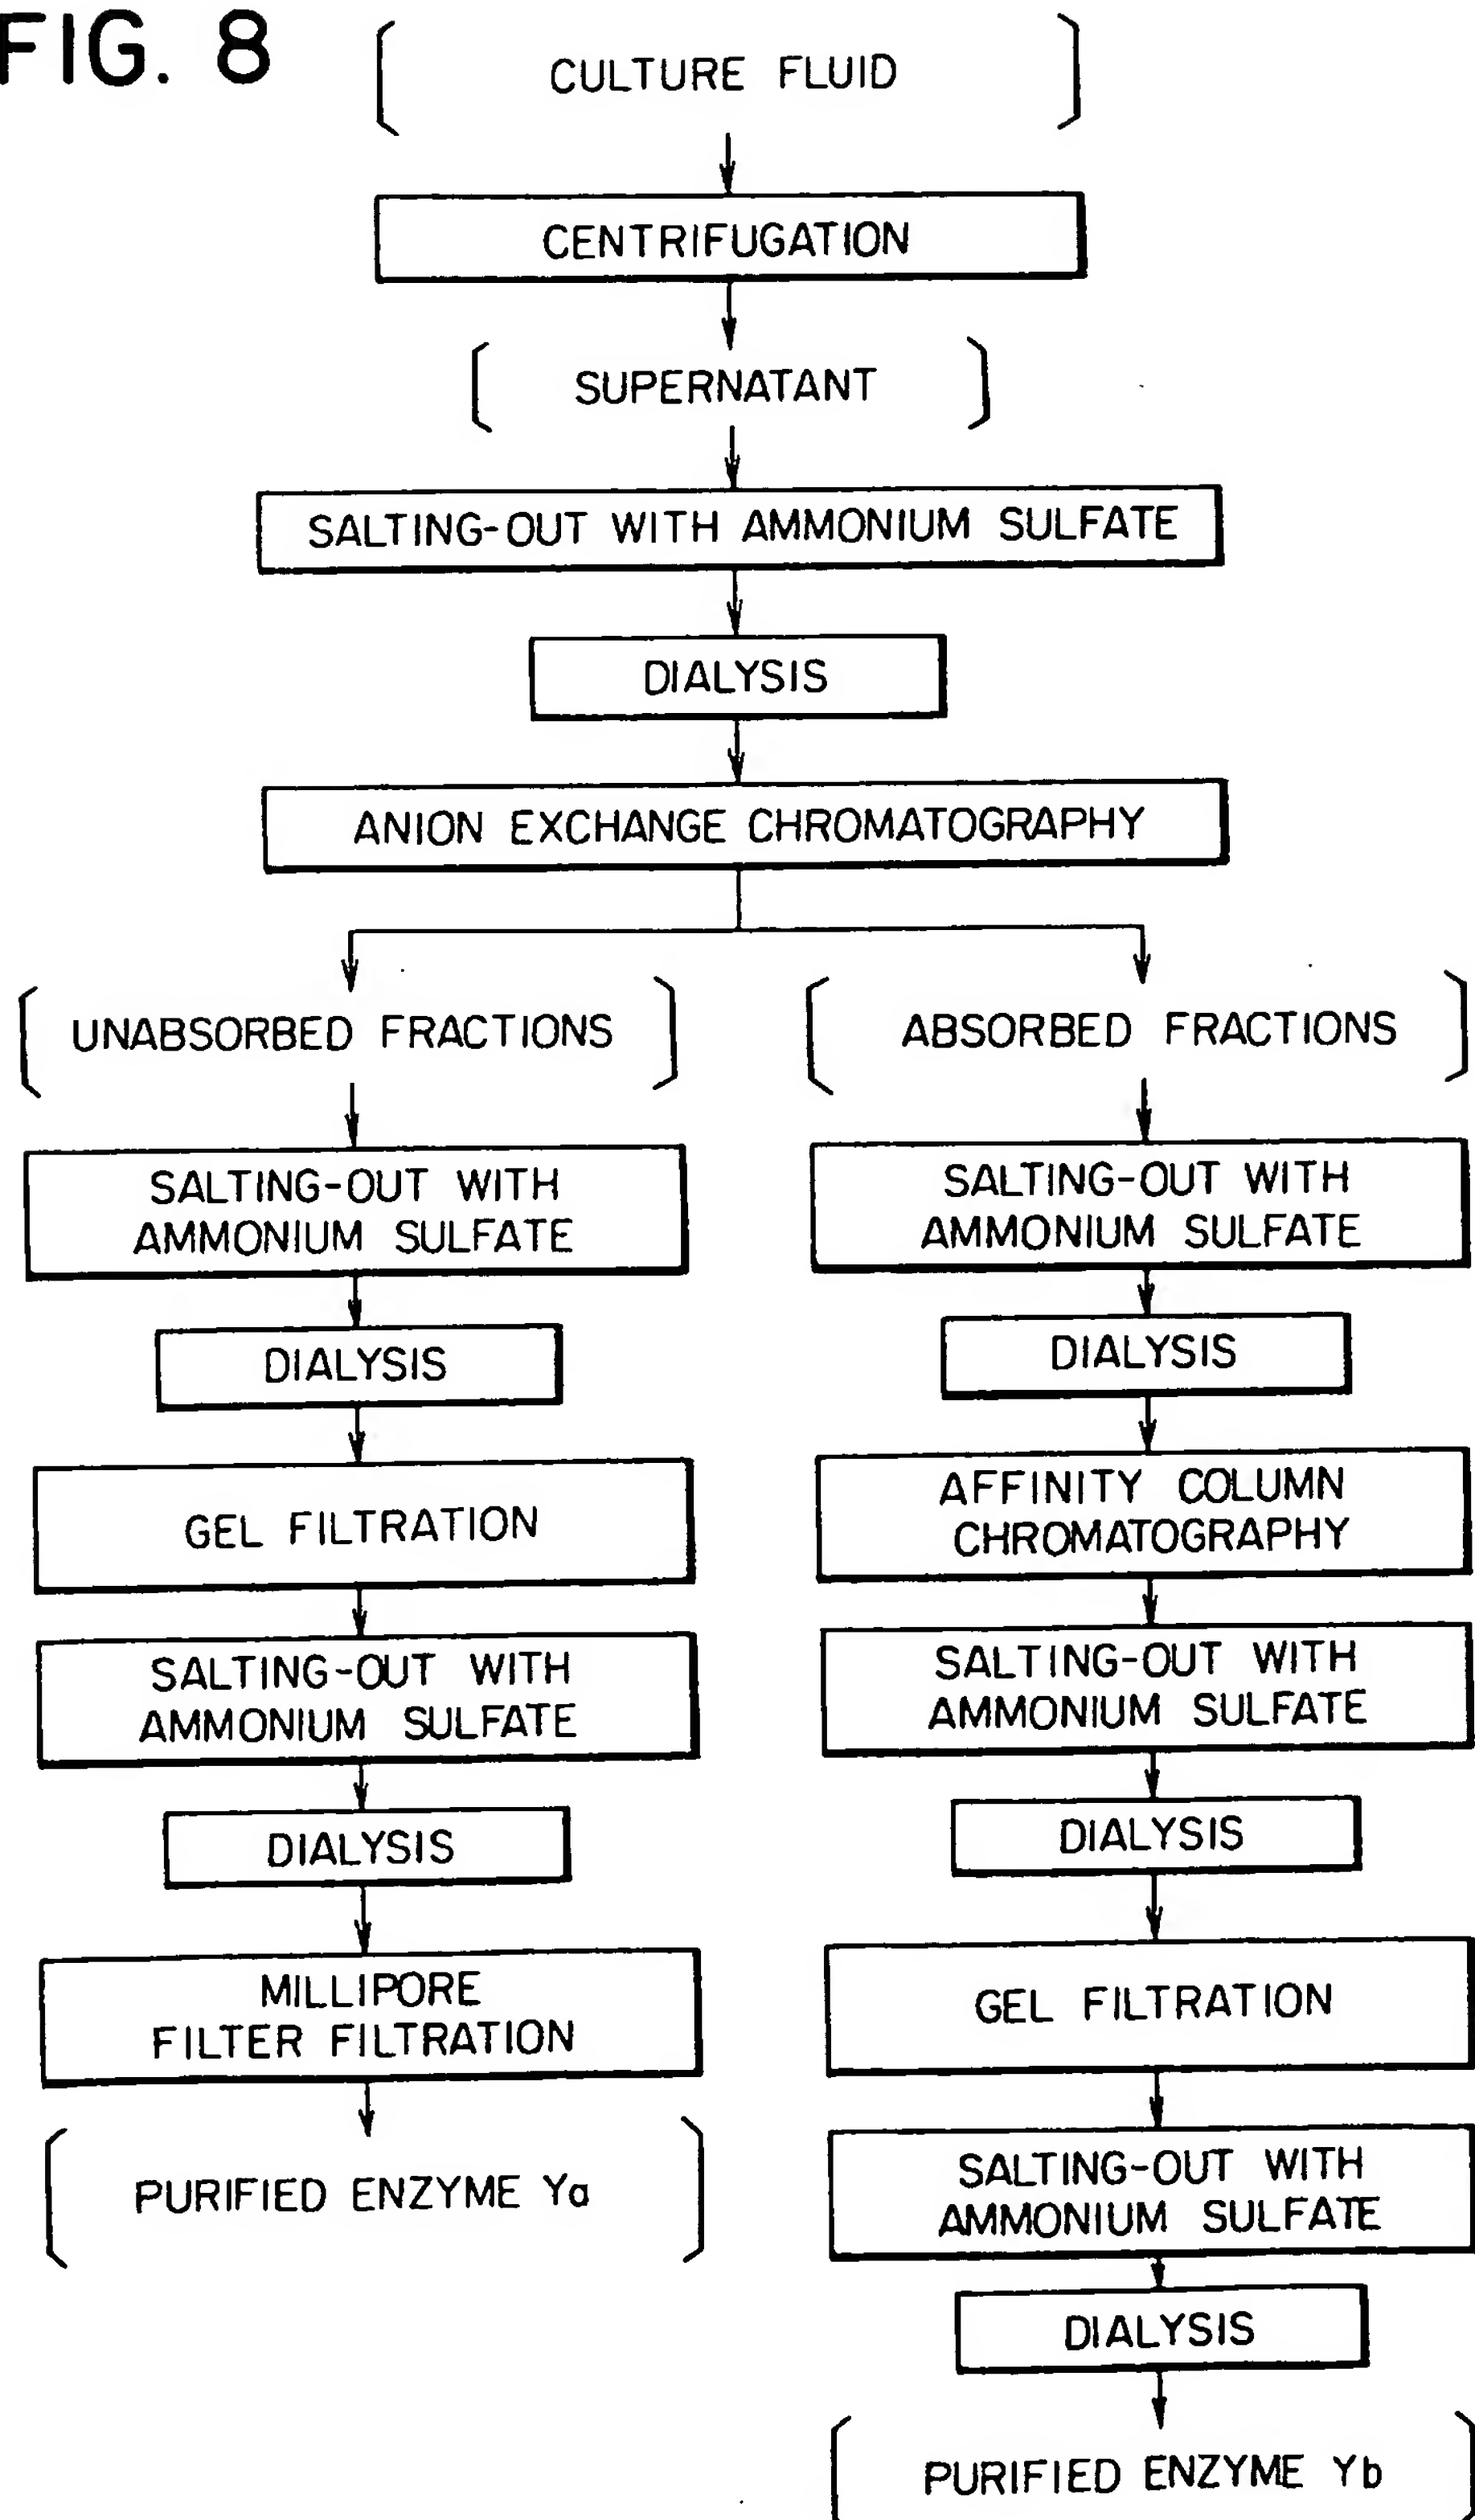 FIG. 8
CULTURE FLUID
CENTRIFUGATION
SUPERNATANT
SALTING-OUT WITH AMMONIUM SULFATE
DIALYSIS
ANION EXCHANGE CHROMATOGRAPHY
UNABSORBED FRACTIONS
SALTING-OUT WITH
AMMONIUM SULFATE
DIALYSIS
GEL FILTRATION
SALTING-OUT WITH
AMMONIUM SULFATE
DIALYSIS
MILLIPORE
FILTER FILTRATION
PURIFIED ENZYME Ya
ABSORBED FRACTIONS
SALTING-OUT WITH
AMMONIUM SULFATE
DIALYSIS
AFFINITY COLUMN
CHROMATOGRAPHY
SALTING-OUT WITH
AMMONIUM SULFATE
DIALYSIS
GEL FILTRATION
SALTING-OUT WITH
AMMONIUM SULFATE
DIALYSIS
PURIFIED ENZYME Yb